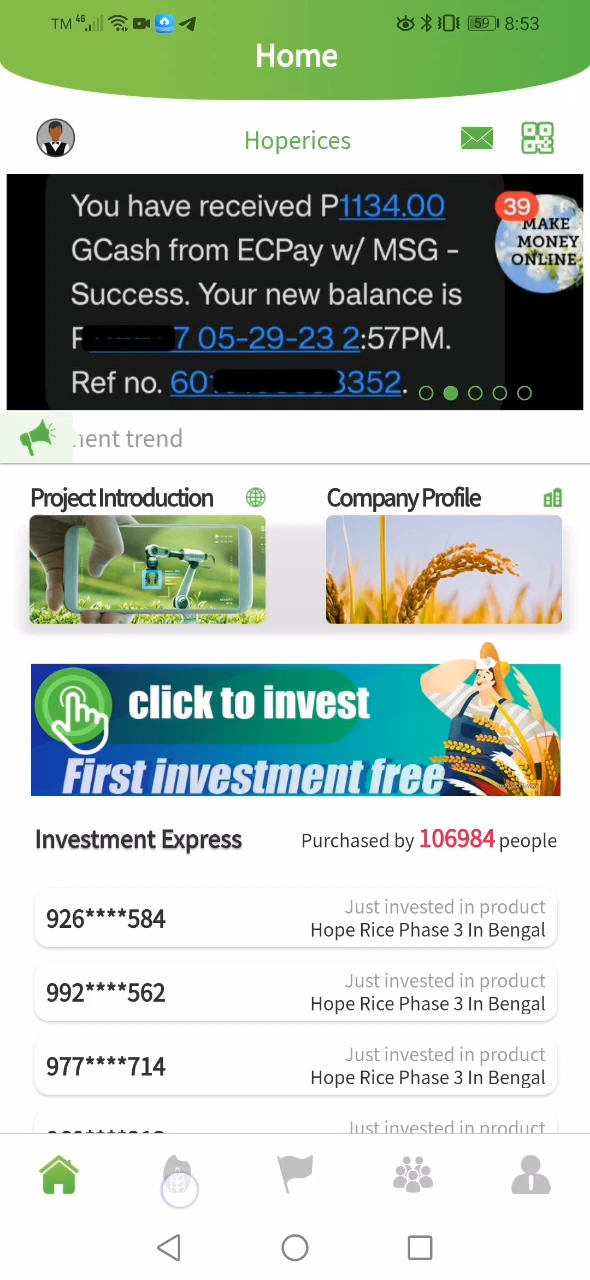 TM 4G 59 8:53
Home
Hoperices
You have received P1134.00
GCash from ECPay w/ MSG -
Success. Your new balance is
7 05-29-23 2:57PM.
Ref no. 60 3352.
39
MAKE
MONEY
ONLINE
ment trend
Project Introduction
Company Profile
click to invest
First investment free
Investment Express
Purchased by 106984 people
926****584
Just invested in product
Hope Rice Phase 3 In Bengal
992****562
Just invested in product
Hope Rice Phase 3 In Bengal
977****714
Just invested in product
Hope Rice Phase 3 In Bengal
Just invested in product